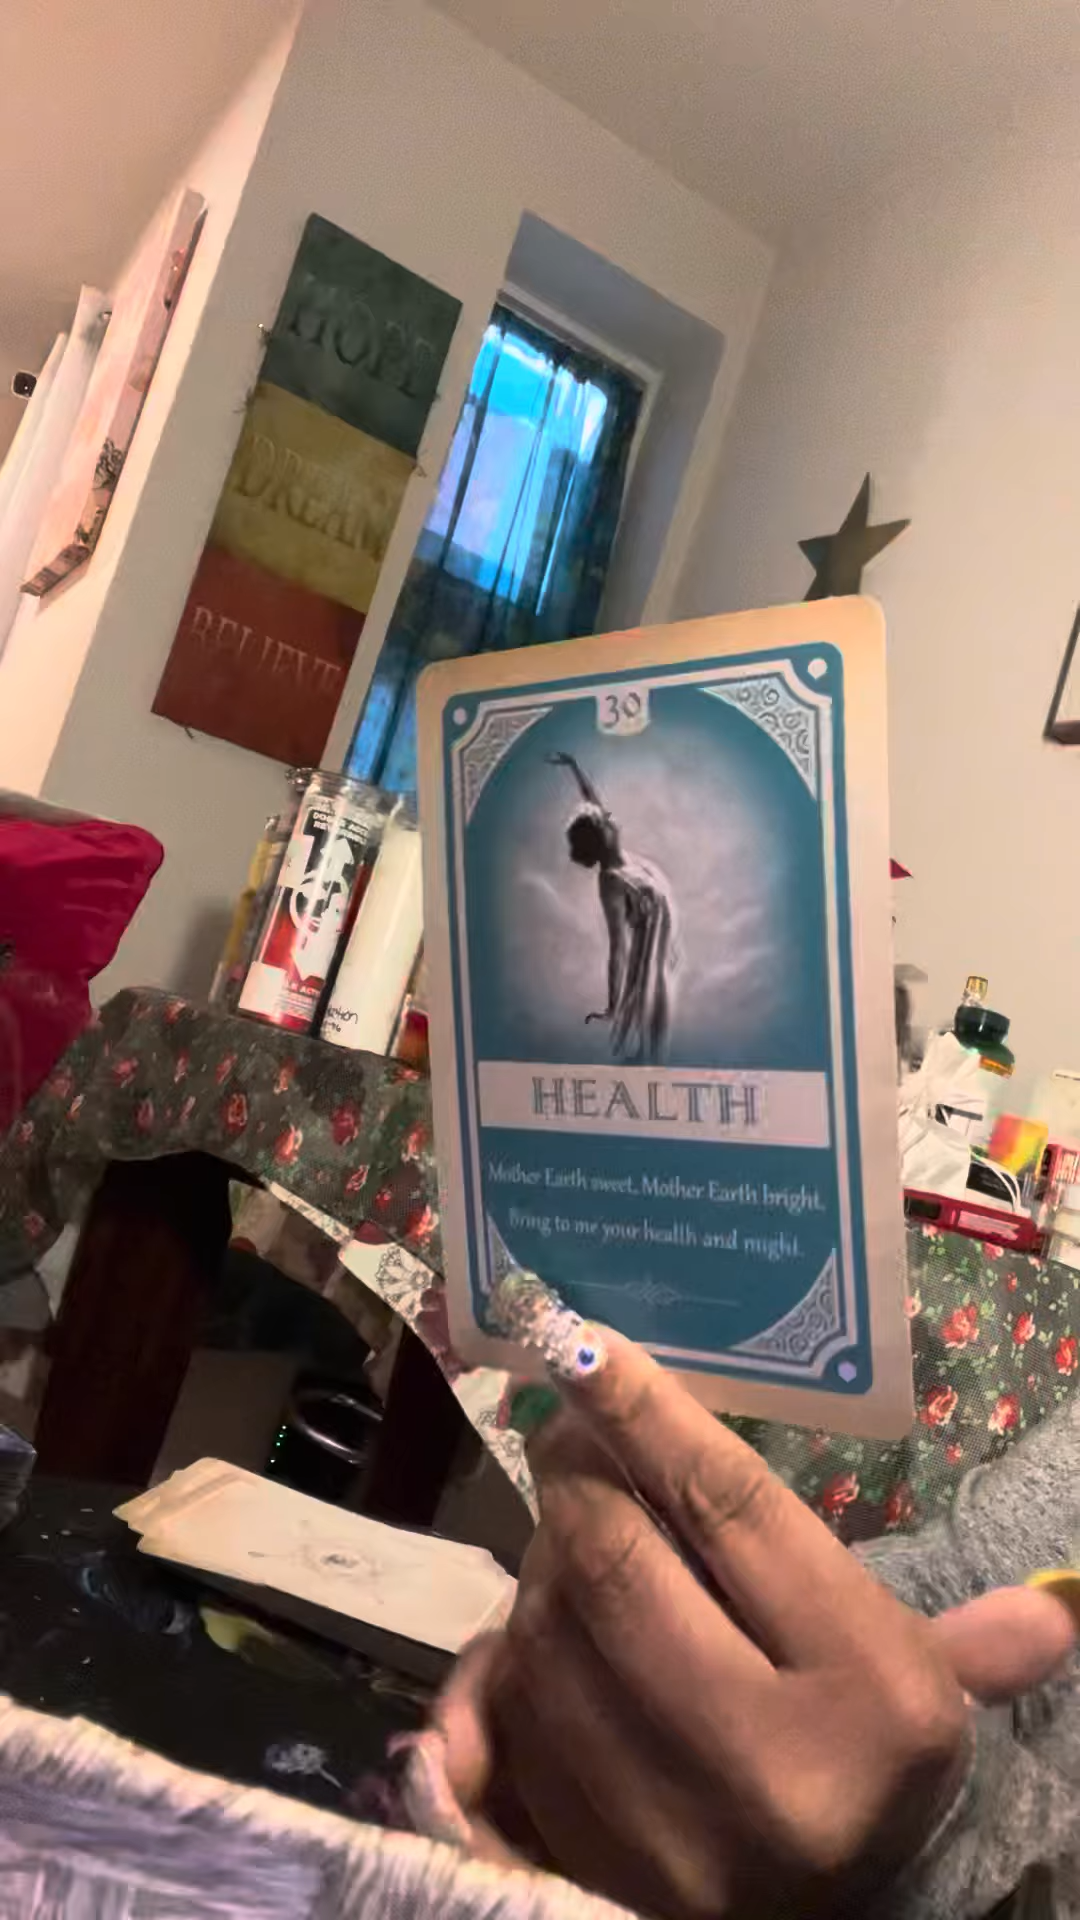 HOPE
DREAM
BELIEVE
30
HEALTH
Mother Earth sweet, Mother Earth bright,
Bring to me your health and might.